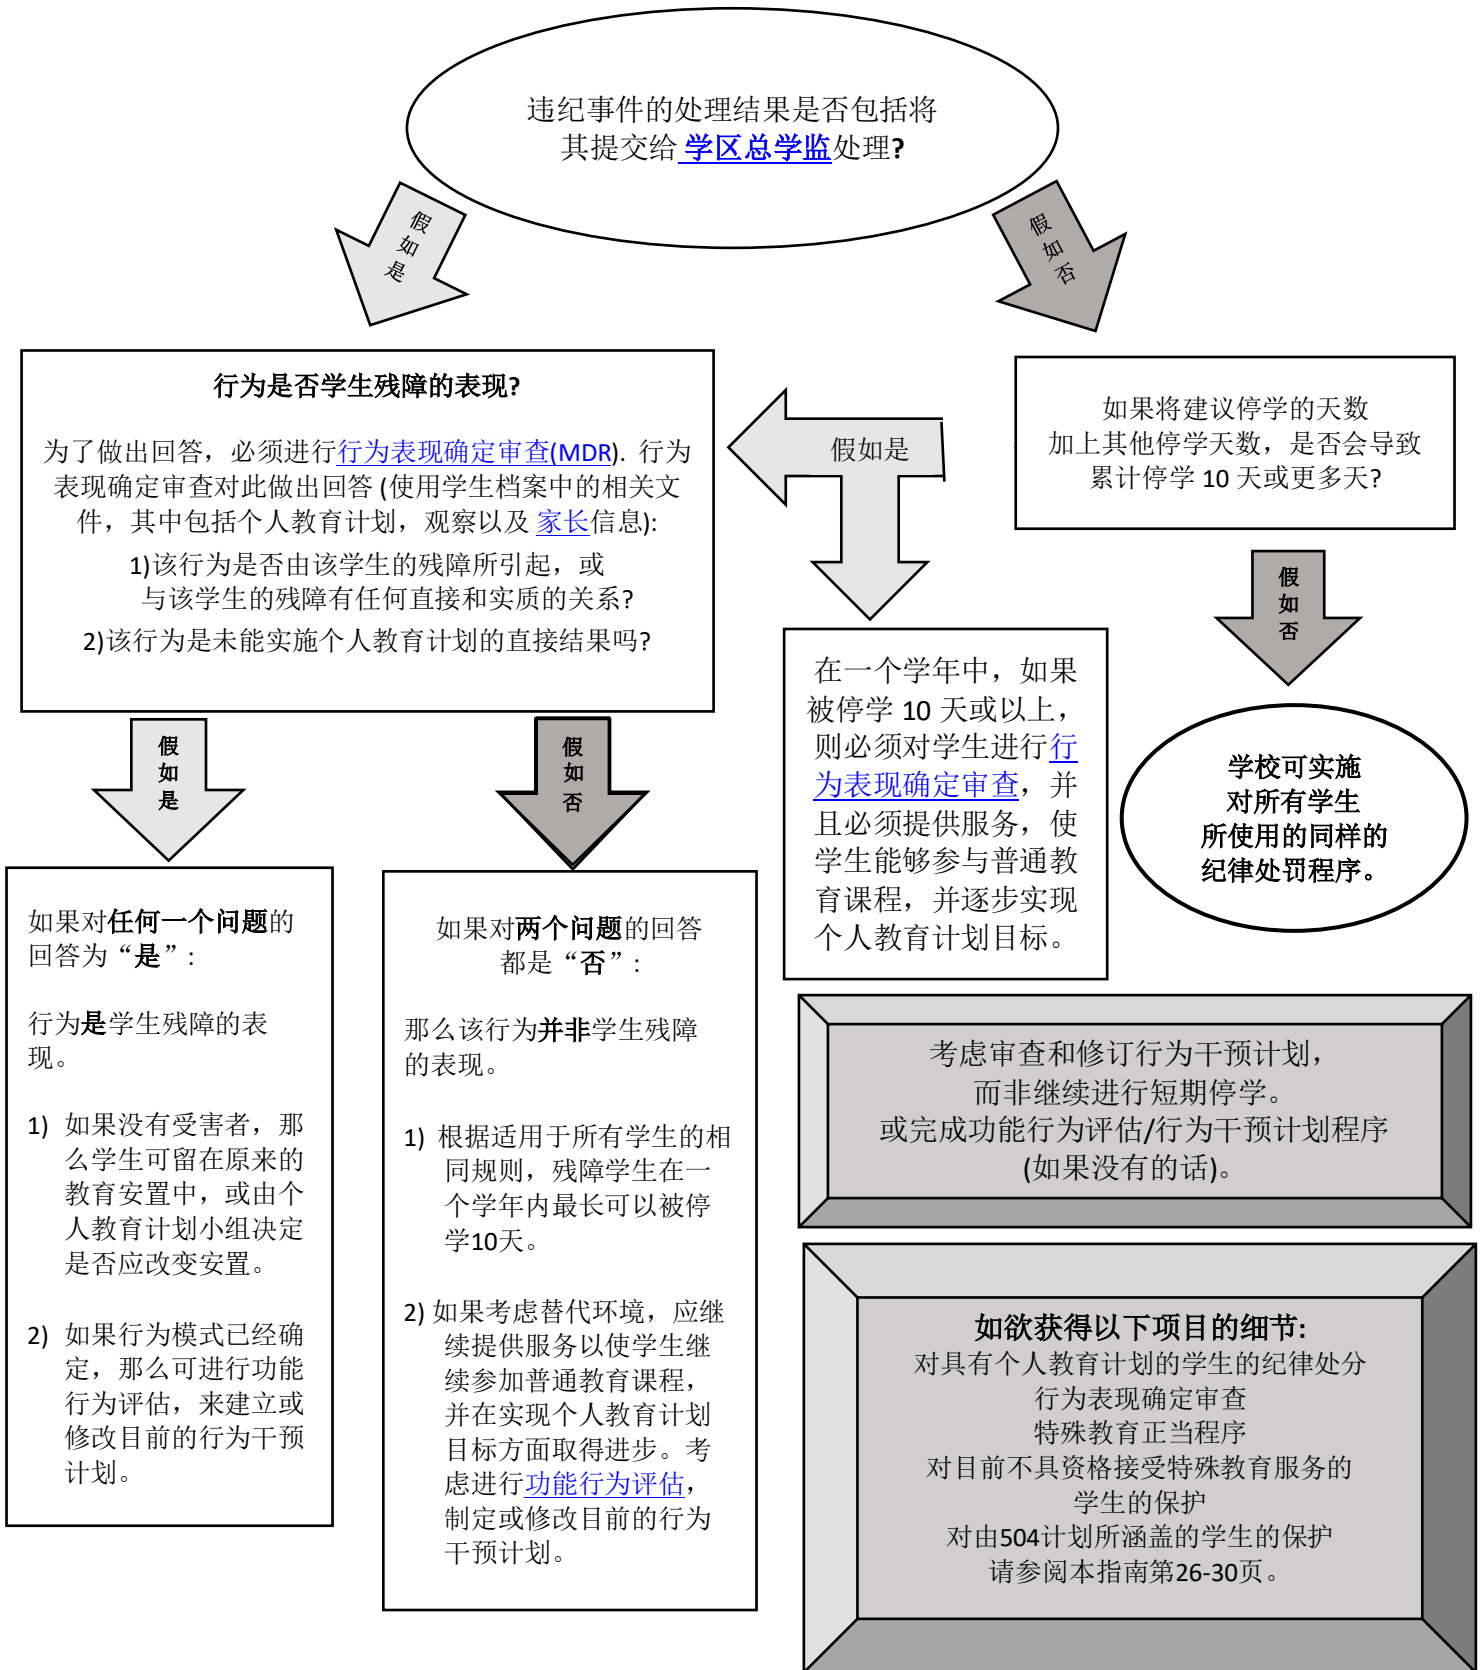 违纪事件的处理结果是否包括将
其提交给 学区总学监处理?
假
如
是
假
如
否
行为是否学生残障的表现?
为了做出回答，必须进行行为表现确定审查(MDR). 行为
表现确定审查对此做出回答 (使用学生档案中的相关文
件，其中包括个人教育计划，观察以及 家长信息):
1)该行为是否由该学生的残障所引起，或
与该学生的残障有任何直接和实质的关系?
2)该行为是未能实施个人教育计划的直接结果吗?
假如是
如果将建议停学的天数
加上其他停学天数，是否会导致
累计停学 10 天或更多天?
假
如
否
在一个学年中，如果
被停学 10 天或以上，
则必须对学生进行行
为表现确定审查，并
且必须提供服务，使
学生能够参与普通教
育课程，并逐步实现
个人教育计划目标。
学校可实施
对所有学生
所使用的同样的
纪律处罚程序。
假
如
是
假
如
否
如果对任何一个问题的
回答为“是”:
行为是学生残障的表
现。
1) 如果没有受害者，那
么学生可留在原来的
教育安置中，或由个
人教育计划小组决定
是否应改变安置。
2) 如果行为模式已经确
定，那么可进行功能
行为评估，来建立或
修改目前的行为干预
计划。
如果对两个问题的回答
都是“否”:
那么该行为并非学生残障
的表现。
1) 根据适用于所有学生的相
同规则，残障学生在一
个学年内最长可以被停
学10天。
2) 如果考虑替代环境，应继
续提供服务以使学生继
续参加普通教育课程，
并在实现个人教育计划
目标方面取得进步。考
虑进行功能行为评估，
制定或修改目前的行为
干预计划。
考虑审查和修订行为干预计划，
而非继续进行短期停学。
或完成功能行为评估/行为干预计划程序
(如果没有的话)。
如欲获得以下项目的细节:
对具有个人教育计划的学生的纪律处分
行为表现确定审查
特殊教育正当程序
对目前不具资格接受特殊教育服务的
学生的保护
对由504计划所涵盖的学生的保护
请参阅本指南第26-30页。